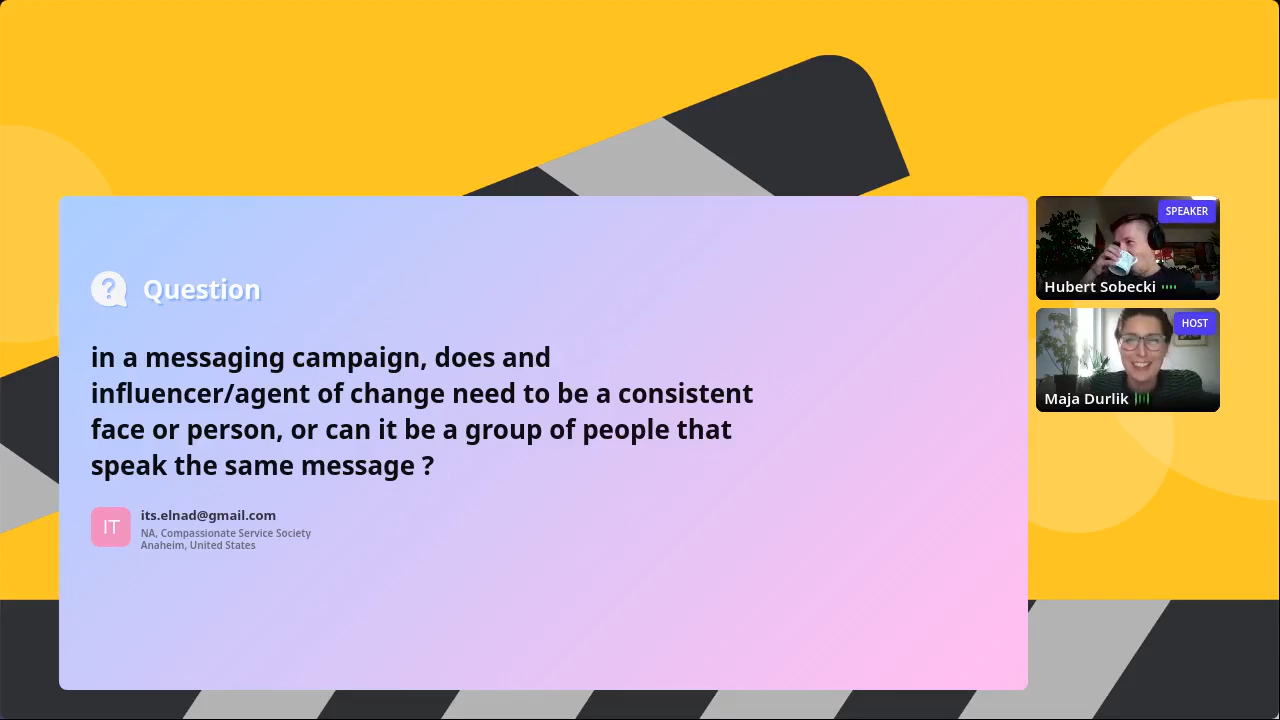 Question
in a messaging campaign, does and
influencer/agent of change need to be a consistent
face or person, or can it be a group of people that
speak the same message ?
IT
its.elnad@gmail.com
NA, Compassionate Service Society
Anaheim, United States
SPEAKER
Hubert Sobecki
HOST
Maja Durlik